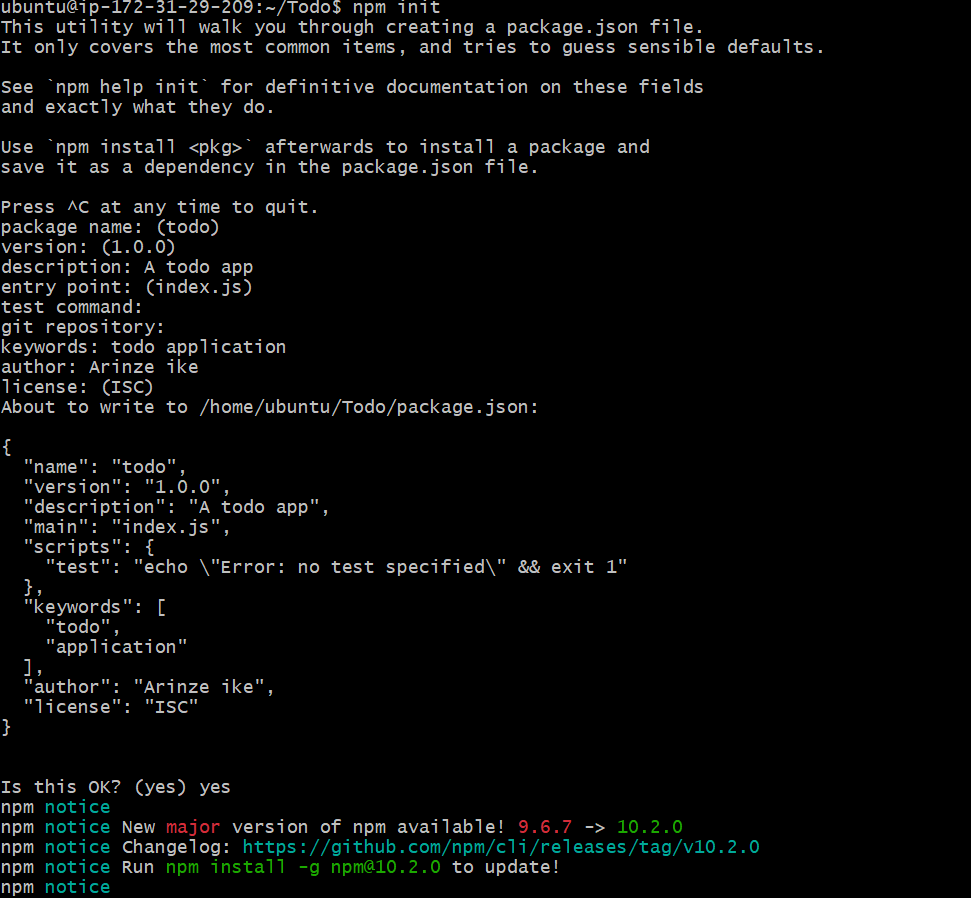 ubuntu@ip-172-31-29-209:~/Todo$ npm init
This utility will walk you through creating a package.json file.
It only covers the most common items, and tries to guess sensible defaults.

See `npm help init` for definitive documentation on these fields
and exactly what they do.

Use `npm install <pkg>` afterwards to install a package and
save it as a dependency in the package.json file.

Press ^C at any time to quit.
package name: (todo)
version: (1.0.0)
description: A todo app
entry point: (index.js)
test command:
git repository:
keywords: todo application
author: Arinze ike
license: (ISC)
About to write to /home/ubuntu/Todo/package.json:

{
  "name": "todo",
  "version": "1.0.0",
  "description": "A todo app",
  "main": "index.js",
  "scripts": {
    "test": "echo \"Error: no test specified\" && exit 1"
  },
  "keywords": [
    "todo",
    "application"
  ],
  "author": "Arinze ike",
  "license": "ISC"
}


Is this OK? (yes) yes
npm notice
npm notice New major version of npm available! 9.6.7 -> 10.2.0
npm notice Changelog: https://github.com/npm/cli/releases/tag/v10.2.0
npm notice Run npm install -g npm@10.2.0 to update!
npm notice